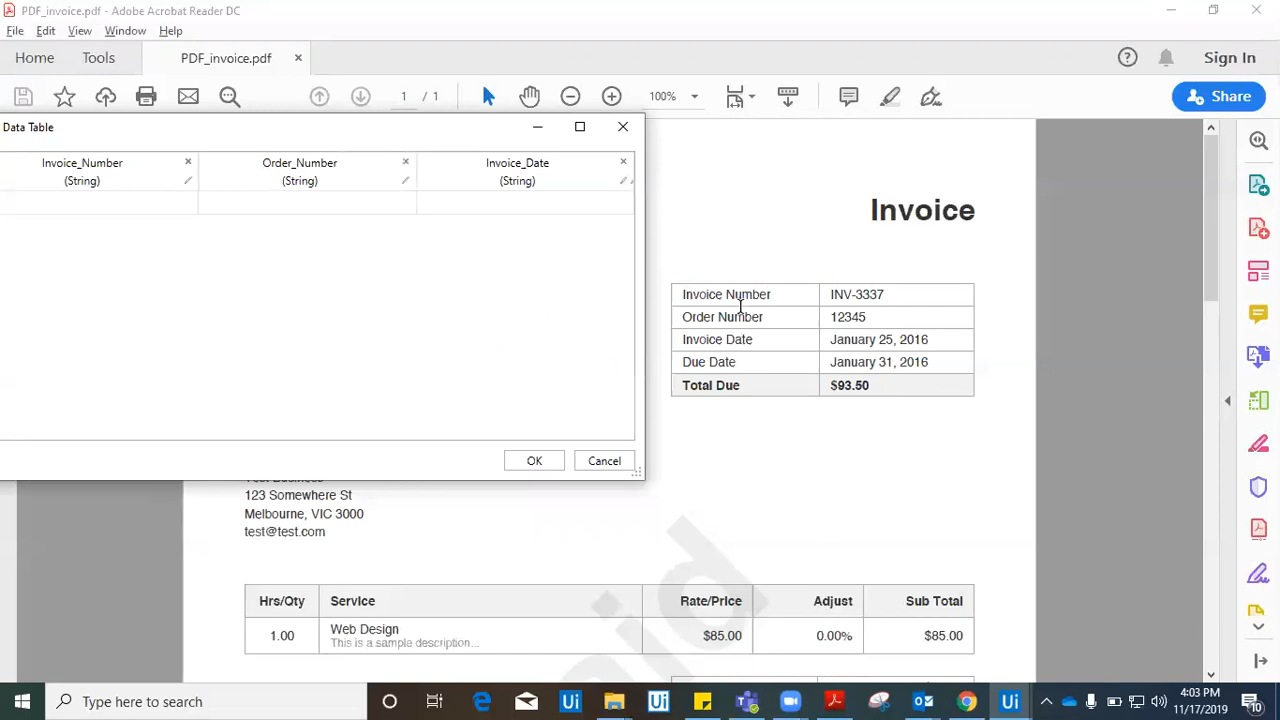 PDF_invoice.pdf - Adobe Acrobat Reader DC
File Edit View Window Help
Home Tools PDF_invoice.pdf × Sign In
1 / 1 100% Share
Data Table
Invoice_Number Order_Number Invoice_Date
(String) (String) (String)
OK Cancel
Invoice
Invoice Number INV-3337
Order Number 12345
Invoice Date January 25, 2016
Due Date January 31, 2016
Total Due $93.50
123 Somewhere St
Melbourne, VIC 3000
test@test.com
Hrs/Qty Service Rate/Price Adjust Sub Total
1.00 Web Design $85.00 0.00% $85.00
This is a sample description...
Type here to search
Ui Ui Ui
4:03 PM
11/17/2019
10